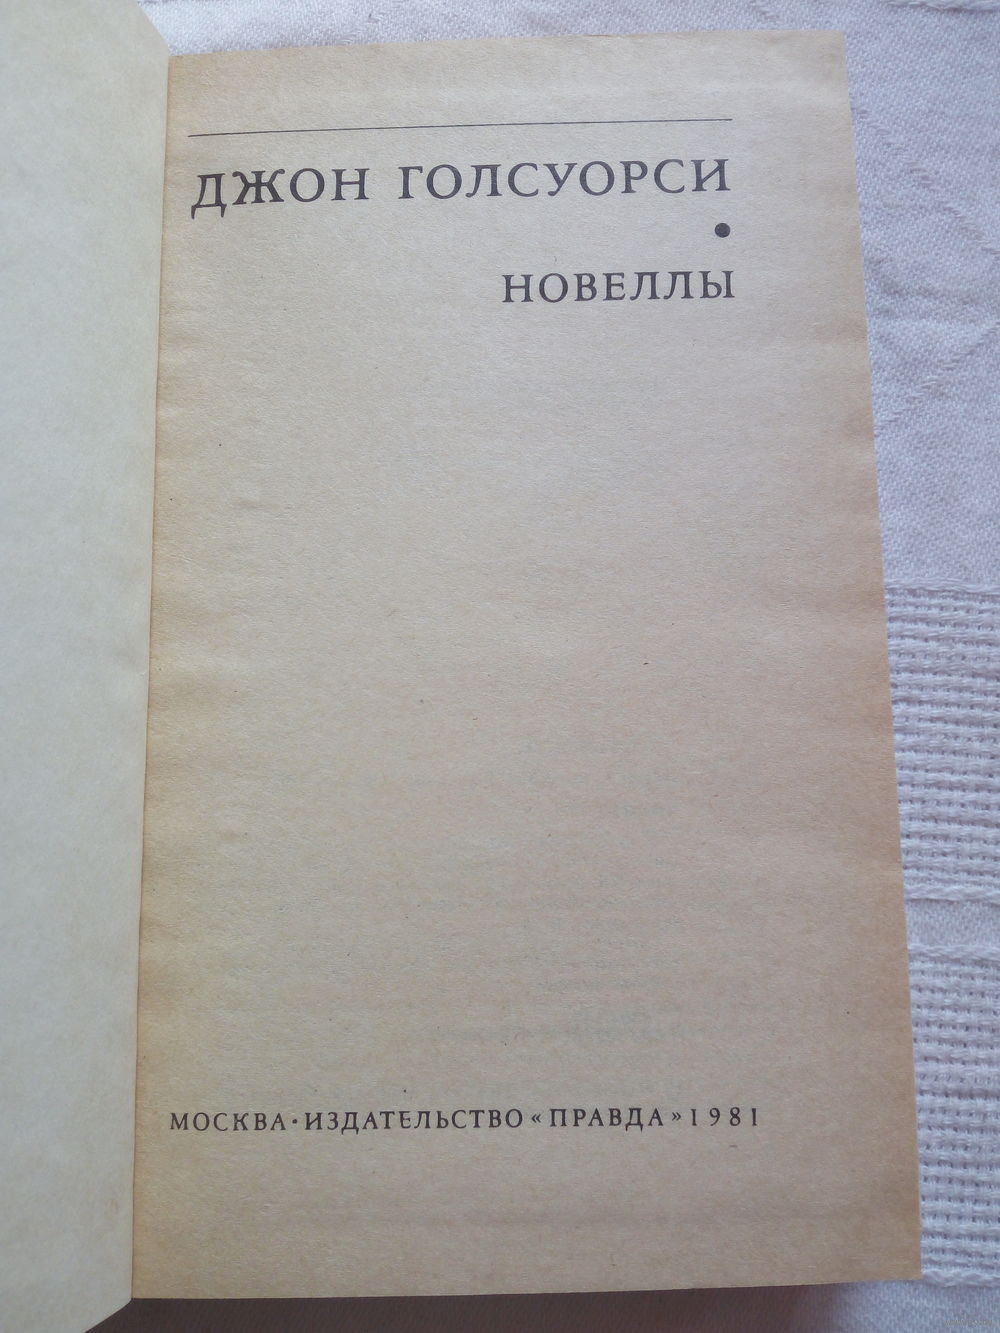 ДЖОН ГОЛСУОРСИ
•
НОВЕЛЛЫ
МОСКВА·ИЗДАТЕЛЬСТВО «ПРАВДА» 1981